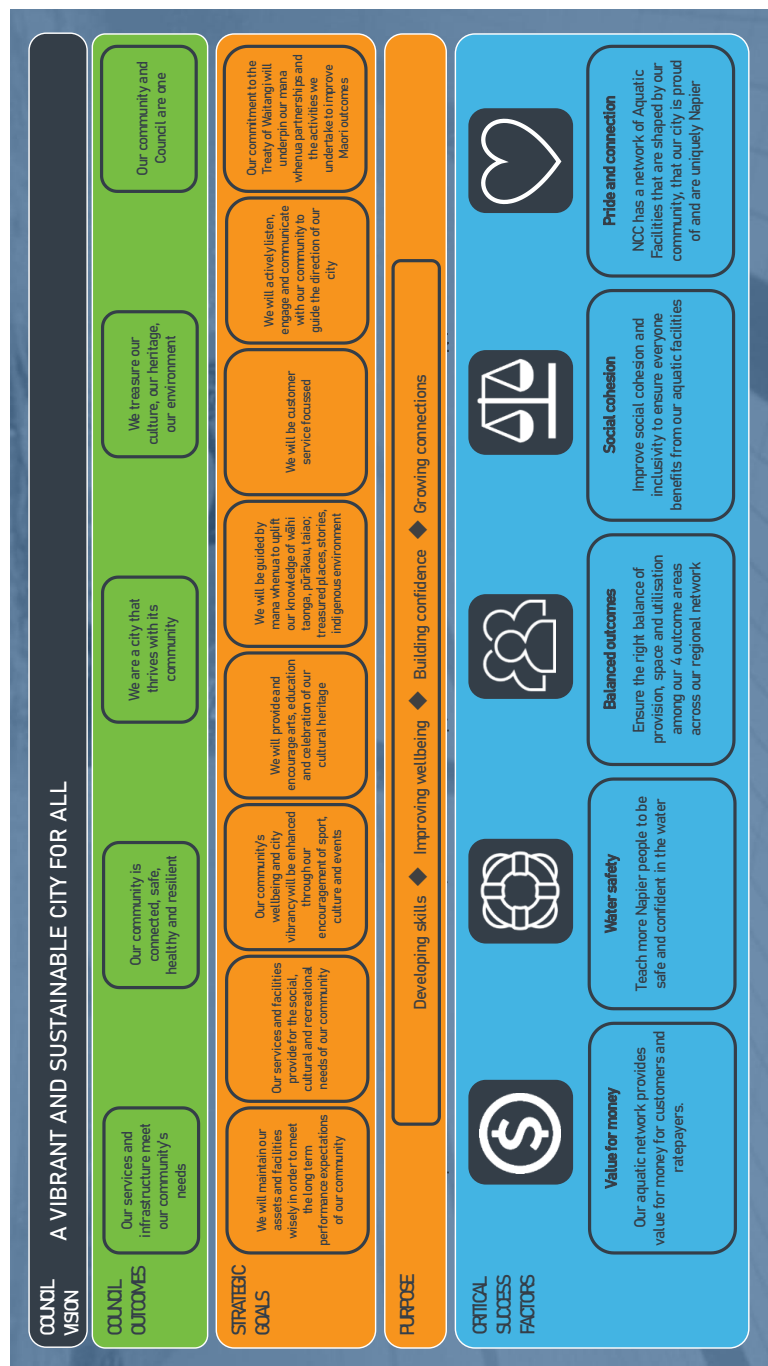 COUNCIL
VISION
A VIBRANT AND SUSTAINABLE CITY FOR ALL
COUNCIL
OUTCOMES
Our services and
infrastructure meet
our community's
needs
Our community is
connected, safe,
healthy and resilient
We are a city that
thrives with its
community
We treasure our
culture, our heritage,
our environment
Our community and
Council are one
STRATEGIC
GOALS
We will maintain our
assets and facilities
wisely in order to meet
the long term
performance expectations
of our community
Our services and facilities
provide for the social,
cultural and recreational
needs of our community
Our community's
wellbeing and city
vibrancy will be enhanced
through our
encouragement of sport,
culture and events
We will provide and
encourage arts, education
and celebration of our
cultural heritage
We will be guided by
mana whenua to uplift
our knowledge of wāhi
taonga, pūrākau, taiao;
treasured places, stories,
indigenous environment
We will be customer
service focussed
We will actively listen,
engage and communicate
with our community to
guide the direction of our
city
Our commitment to the
Treaty of Waitangi will
underpin our mana
whenua partnerships and
the activities we
undertake to improve
Maori outcomes
PURPOSE
Developing skills ◆ Improving wellbeing ◆ Building confidence ◆ Growing connections
CRITICAL
SUCCESS
FACTORS
Value for money
Our aquatic network provides
value for money for customers and
ratepayers.
Water safety
Teach more Napier people to be
safe and confident in the water
Balanced outcomes
Ensure the right balance of
provision, space and utilisation
among our 4 outcome areas
across our regional network
Social cohesion
Improve social cohesion and
inclusivity to ensure everyone
benefits from our aquatic facilities
Pride and connection
NCC has a network of Aquatic
Facilities that are shaped by our
community, that our city is proud
of and are uniquely Napier